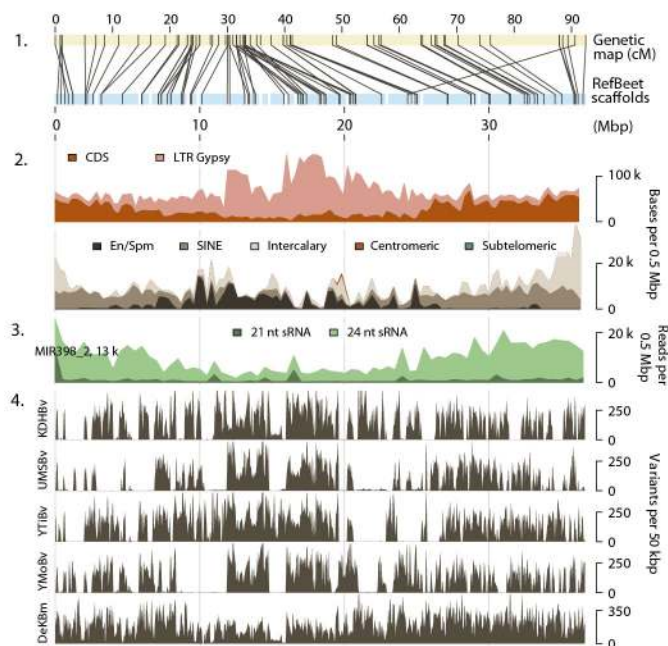 0 10 20 30 40 50 60 70 80 90
1.
Genetic
map (cM)
RefBeet
scaffolds
0 10 20 30 (Mbp)
2.
CDS LTR Gypsy
100 k
0
En/Spm SINE Intercalary Centromeric Subtelomeric
20 k
0
Bases per 0.5 Mbp
3.
21 nt sRNA 24 nt sRNA
MIR398_2, 13 k
20 k
0
Reads per
0.5 Mbp
4.
KDHBv
250
0
UMSBv
250
0
YTiBv
250
0
YMoBv
250
0
DeKBm
350
0
Variants per 50 kbp